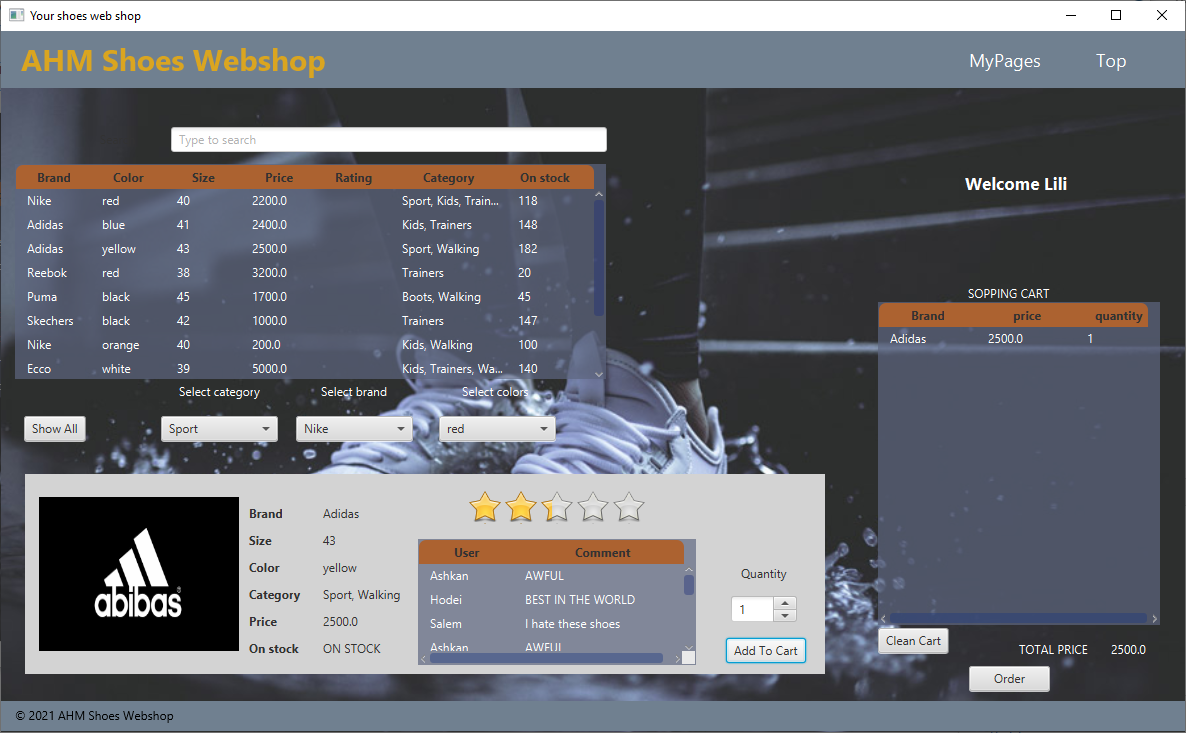 Your shoes web shop
AHM Shoes Webshop
MyPages Top
Type to search
Brand Color Size Price Rating Category On stock
Nike red 40 2200.0 Sport, Kids, Train... 118
Adidas blue 41 2400.0 Kids, Trainers 148
Adidas yellow 43 2500.0 Sport, Walking 182
Reebok red 38 3200.0 Trainers 20
Puma black 45 1700.0 Boots, Walking 45
Skechers black 42 1000.0 Trainers 147
Nike orange 40 200.0 Kids, Walking 100
Ecco white 39 5000.0 Kids, Trainers, Wa... 140
Select category Select brand Select colors
Show All Sport Nike red
Welcome Lili
SOPPING CART
Brand price quantity
Adidas 2500.0 1
Clean Cart
TOTAL PRICE 2500.0
Order
abibas
Brand Adidas
Size 43
Color yellow
Category Sport, Walking
Price 2500.0
On stock ON STOCK
User Comment
Ashkan AWFUL
Hodei BEST IN THE WORLD
Salem I hate these shoes
Ashkan AWFUL
Quantity
1
Add To Cart
© 2021 AHM Shoes Webshop